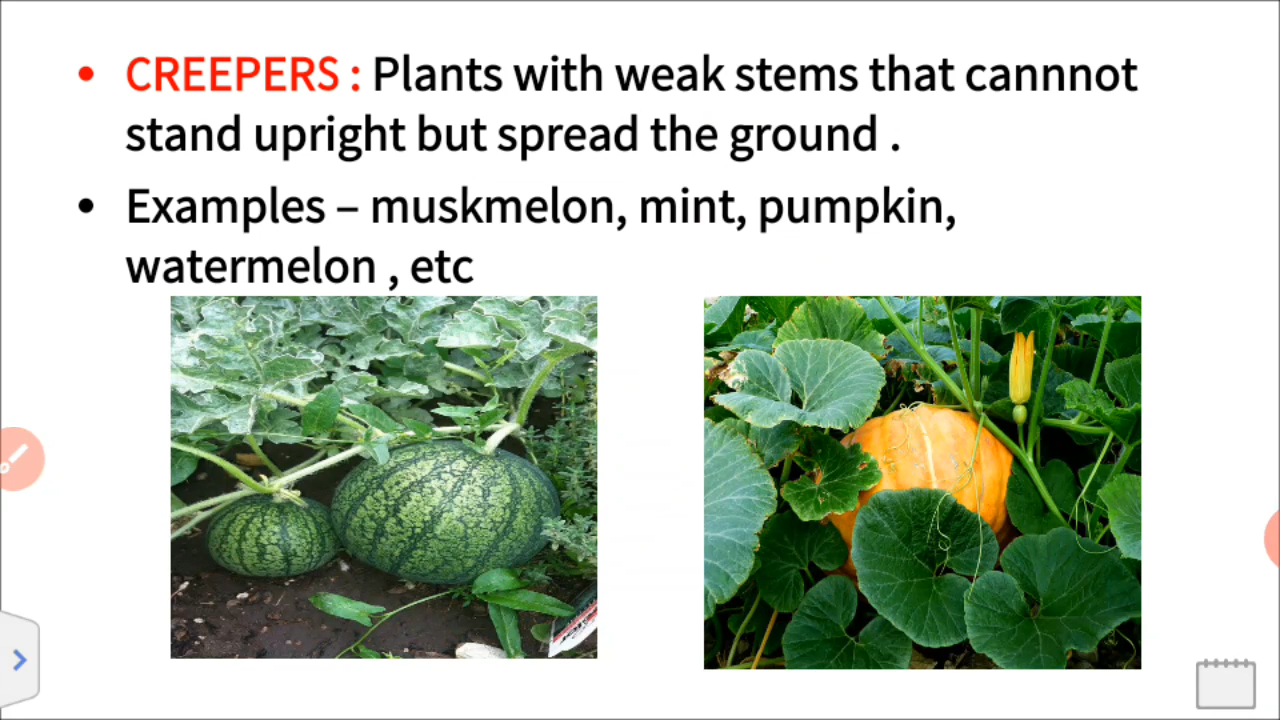 • CREEPERS : Plants with weak stems that cannnot
stand upright but spread the ground .
• Examples – muskmelon, mint, pumpkin,
watermelon , etc